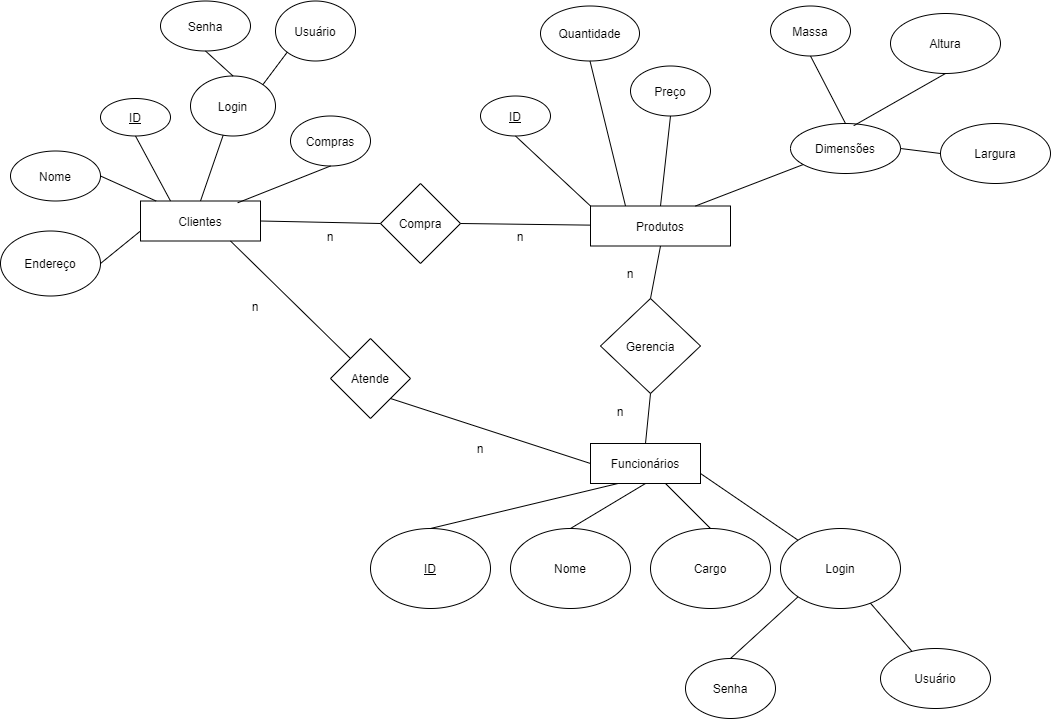 Senha
Usuário
Quantidade
Massa
Altura
Login
Preço
ID
ID
Compras
Dimensões
Largura
Nome
Clientes
Compra
Produtos
n
n
Endereço
n
n
Gerencia
Atende
n
n
Funcionários
ID
Nome
Cargo
Login
Senha
Usuário